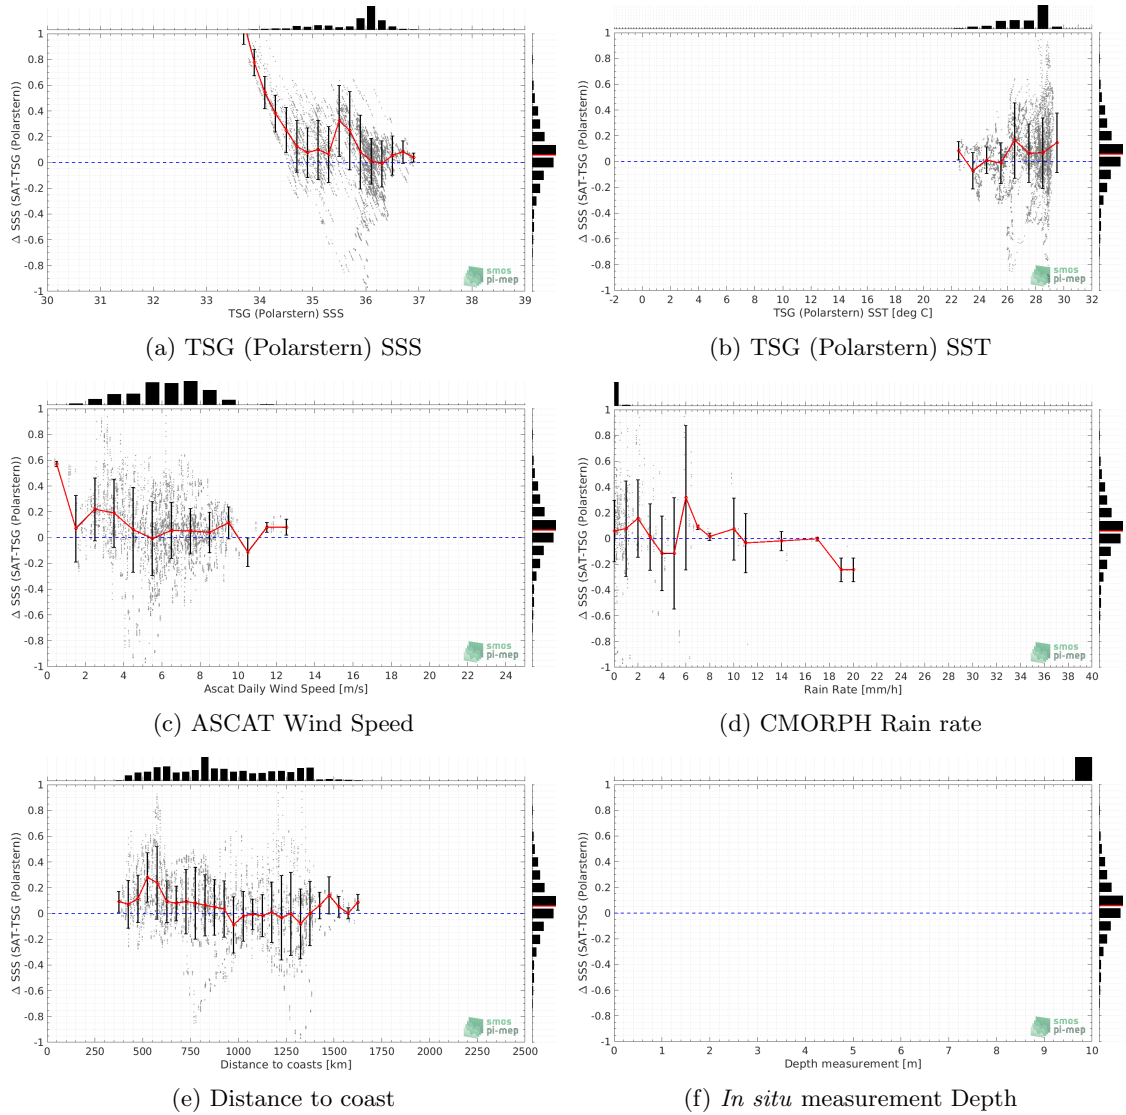 1
0.8
0.6
0.4
0.2
0
-0.2
-0.4
-0.6
-0.8
-1
Δ SSS (SAT-TSG (Polarstern))
30 31 32 33 34 35 36 37 38 39
TSG (Polarstern) SSS
smos
pi-mep
(a) TSG (Polarstern) SSS
1
0.8
0.6
0.4
0.2
0
-0.2
-0.4
-0.6
-0.8
-1
Δ SSS (SAT-TSG (Polarstern))
-2 0 2 4 6 8 10 12 14 16 18 20 22 24 26 28 30 32
TSG (Polarstern) SST [deg C]
smos
pi-mep
(b) TSG (Polarstern) SST
1
0.8
0.6
0.4
0.2
0
-0.2
-0.4
-0.6
-0.8
-1
Δ SSS (SAT-TSG (Polarstern))
0 2 4 6 8 10 12 14 16 18 20 22 24
Ascat Daily Wind Speed [m/s]
smos
pi-mep
(c) ASCAT Wind Speed
1
0.8
0.6
0.4
0.2
0
-0.2
-0.4
-0.6
-0.8
-1
Δ SSS (SAT-TSG (Polarstern))
0 2 4 6 8 10 12 14 16 18 20 22 24 26 28 30 32 34 36 38 40
Rain Rate [mm/h]
smos
pi-mep
(d) CMORPH Rain rate
1
0.8
0.6
0.4
0.2
0
-0.2
-0.4
-0.6
-0.8
-1
Δ SSS (SAT-TSG (Polarstern))
0 250 500 750 1000 1250 1500 1750 2000 2250 2500
Distance to coasts [km]
smos
pi-mep
(e) Distance to coast
1
0.8
0.6
0.4
0.2
0
-0.2
-0.4
-0.6
-0.8
-1
Δ SSS (SAT-TSG (Polarstern))
0 1 2 3 4 5 6 7 8 9 10
Depth measurement [m]
smos
pi-mep
(f) In situ measurement Depth